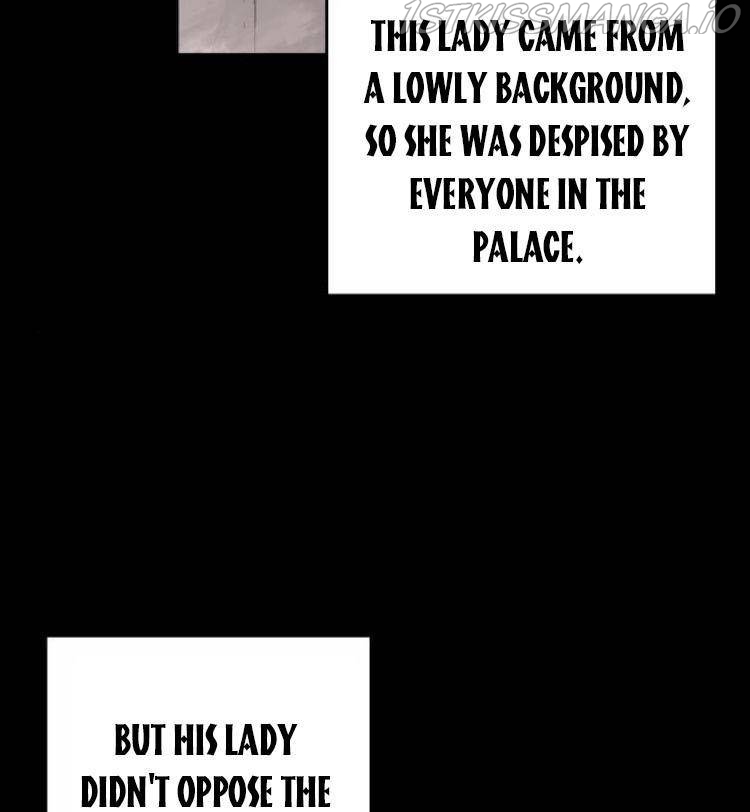 1STKISSMANGA.IO
THIS LADY CAME FROM
A LOWLY BACKGROUND,
SO SHE WAS DESPISED BY
EVERYONE IN THE
PALACE.
BUT HIS LADY
DIDN'T OPPOSE THE